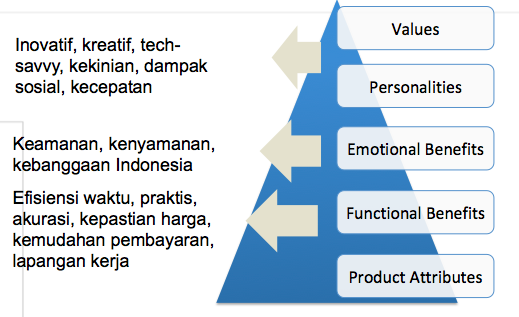 Inovatif, kreatif, tech-
savvy, kekinian, dampak
sosial, kecepatan
Keamanan, kenyamanan,
kebanggaan Indonesia
Efisiensi waktu, praktis,
akurasi, kepastian harga,
kemudahan pembayaran,
lapangan kerja
Values
Personalities
Emotional Benefits
Functional Benefits
Product Attributes